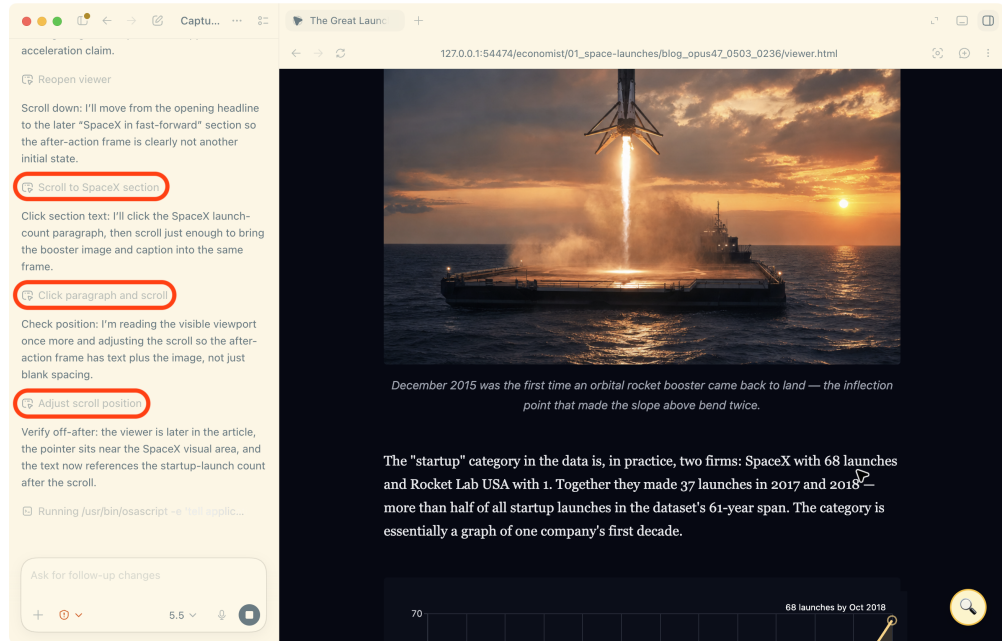 Captu...
The Great Launc
127.0.0.1:54474/economist/01_space-launches/blog_opus47_0503_0236/viewer.html
acceleration claim.
Reopen viewer
Scroll down: I'll move from the opening headline
to the later "SpaceX in fast-forward" section so
the after-action frame is clearly not another
initial state.
Scroll to SpaceX section
Click section text: I'll click the SpaceX launch-
count paragraph, then scroll just enough to bring
the booster image and caption into the same
frame.
Click paragraph and scroll
Check position: I'm reading the visible viewport
once more and adjusting the scroll so the after-
action frame has text plus the image, not just
blank spacing.
Adjust scroll position
Verify off-after: the viewer is later in the article,
the pointer sits near the SpaceX visual area, and
the text now references the startup-launch count
after the scroll.
Running /usr/bin/osascript -e 'tell applic...
Ask for follow-up changes
5.5
December 2015 was the first time an orbital rocket booster came back to land — the inflection
point that made the slope above bend twice.
The "startup" category in the data is, in practice, two firms: SpaceX with 68 launches
and Rocket Lab USA with 1. Together they made 37 launches in 2017 and 2018 —
more than half of all startup launches in the dataset's 61-year span. The category is
essentially a graph of one company's first decade.
68 launches by Oct 2018
70